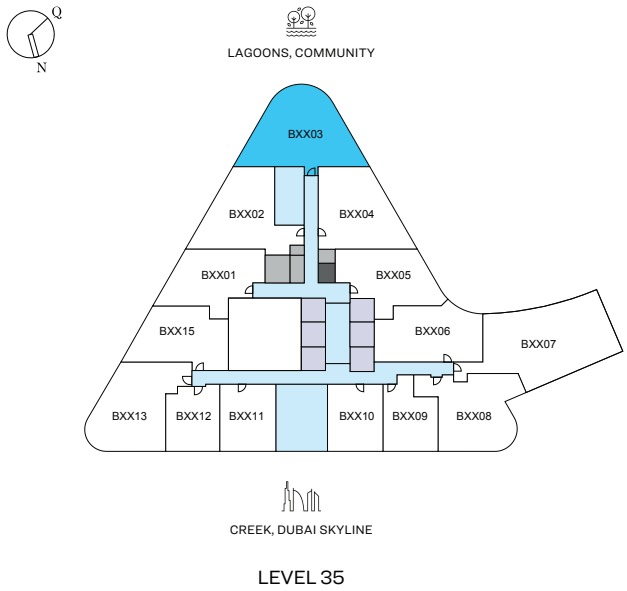 Q
N
LAGOONS, COMMUNITY
BXX03
BXX02
BXX04
BXX01
BXX05
BXX15
BXX06
BXX07
BXX13
BXX12
BXX11
BXX10
BXX09
BXX08
CREEK, DUBAI SKYLINE
LEVEL 35